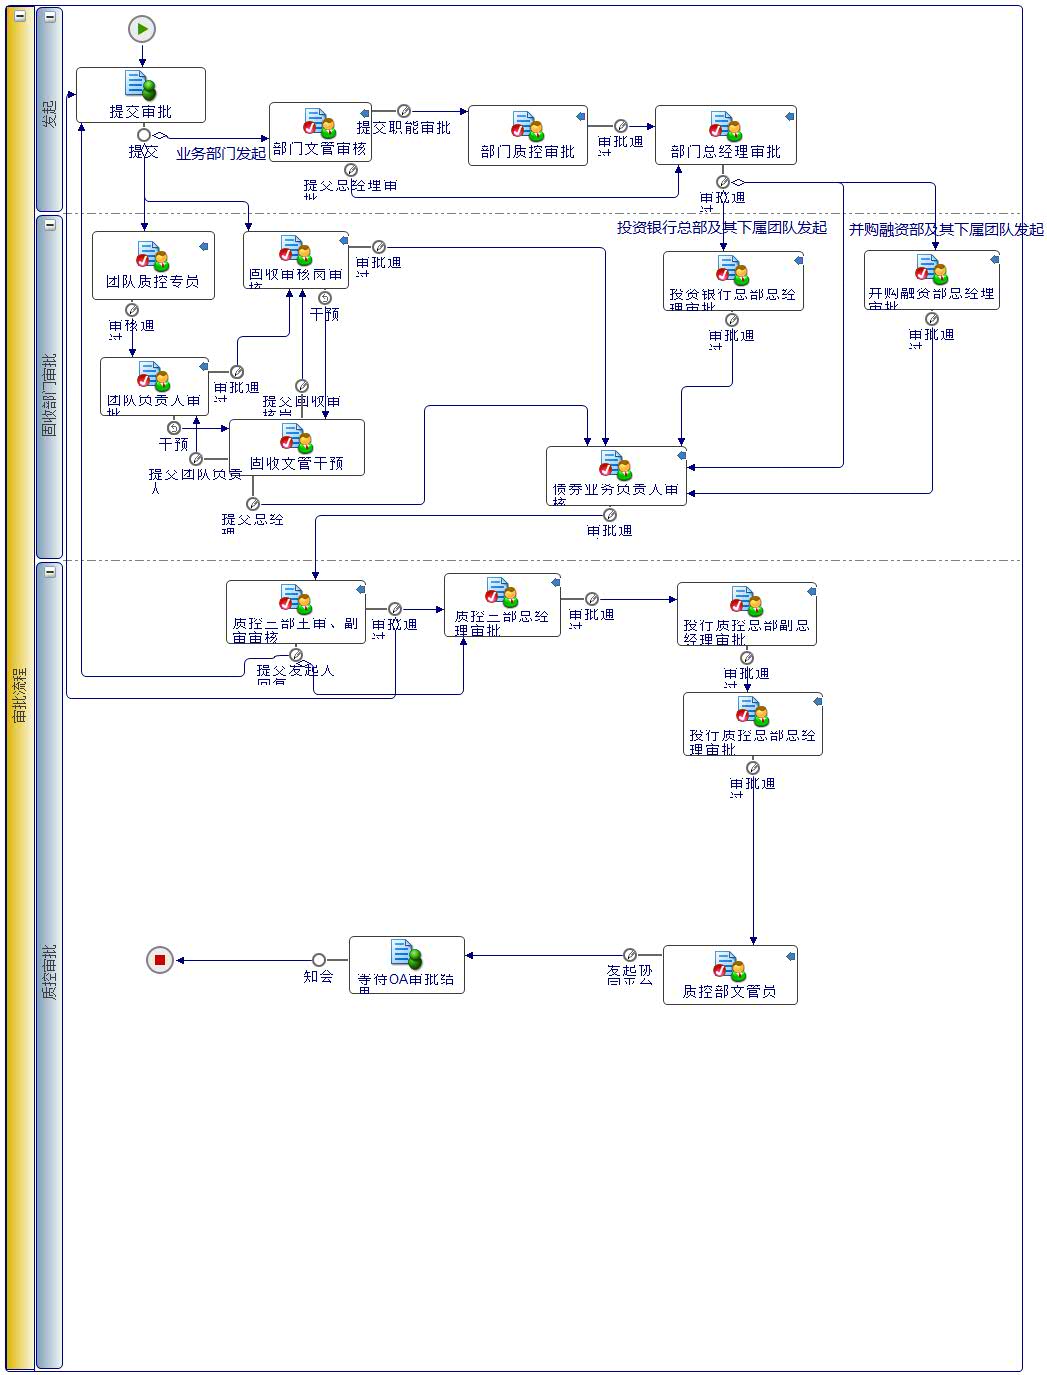 审批流程
发起
提交审批
提交
业务部门发起
部门文管审核
提交职能审批
提交总经理审批
部门质控审批
审批通过
部门总经理审批
审批通过
投资银行总部及其下属团队发起
并购融资部及其下属团队发起
固收部门审批
团队质控专员
审核通过
固收审核岗审核
审批通过
干预
投资银行总部总经理审批
审批通过
并购融资部总经理审批
审批通过
团队负责人审批
审批通过
干预
提交固收审核岗
固收文管干预
提交团队负责人
提交总经理
债券业务负责人审核
审批通
质控审批
质控三部主审、副审审核
审批通过
提交发起人回复
质控三部总经理审批
审批通过
投行质控总部副总经理审批
审批通过
投行质控总部总经理审批
审批通过
质控部文管员
发起协同平台
等待OA审批结果
知会